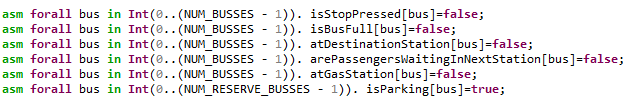 asm forall bus in Int(0..(NUM_BUSSES - 1)). isStopPressed[bus]=false;
asm forall bus in Int(0..(NUM_BUSSES - 1)). isBusFull[bus]=false;
asm forall bus in Int(0..(NUM_BUSSES - 1)). atDestinationStation[bus]=false;
asm forall bus in Int(0..(NUM_BUSSES - 1)). arePassengersWaitingInNextStation[bus]=false;
asm forall bus in Int(0..(NUM_BUSSES - 1)). atGasStation[bus]=false;
asm forall bus in Int(0..(NUM_RESERVE_BUSSES - 1)). isParking[bus]=true;